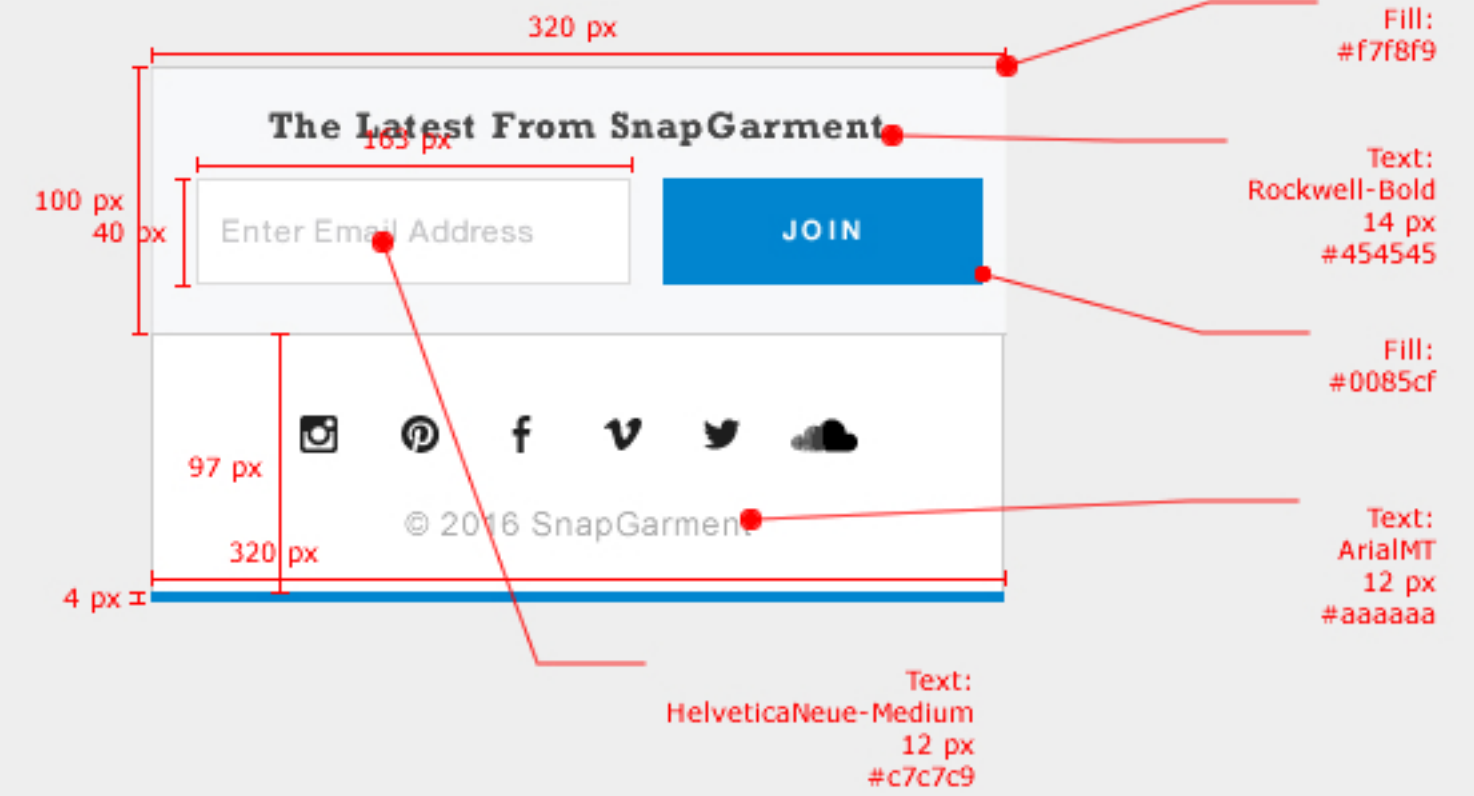 320 px
Fill:
#f7f8f9
The Latest From SnapGarment
163 px
Text:
Rockwell-Bold
14 px
#454545
100 px
40 px
Enter Email Address
JOIN
Fill:
#0085cf
97 px
© 2016 SnapGarment
Text:
ArialMT
12 px
#aaaaaa
320 px
4 px
Text:
HelveticaNeue-Medium
12 px
#c7c7c9